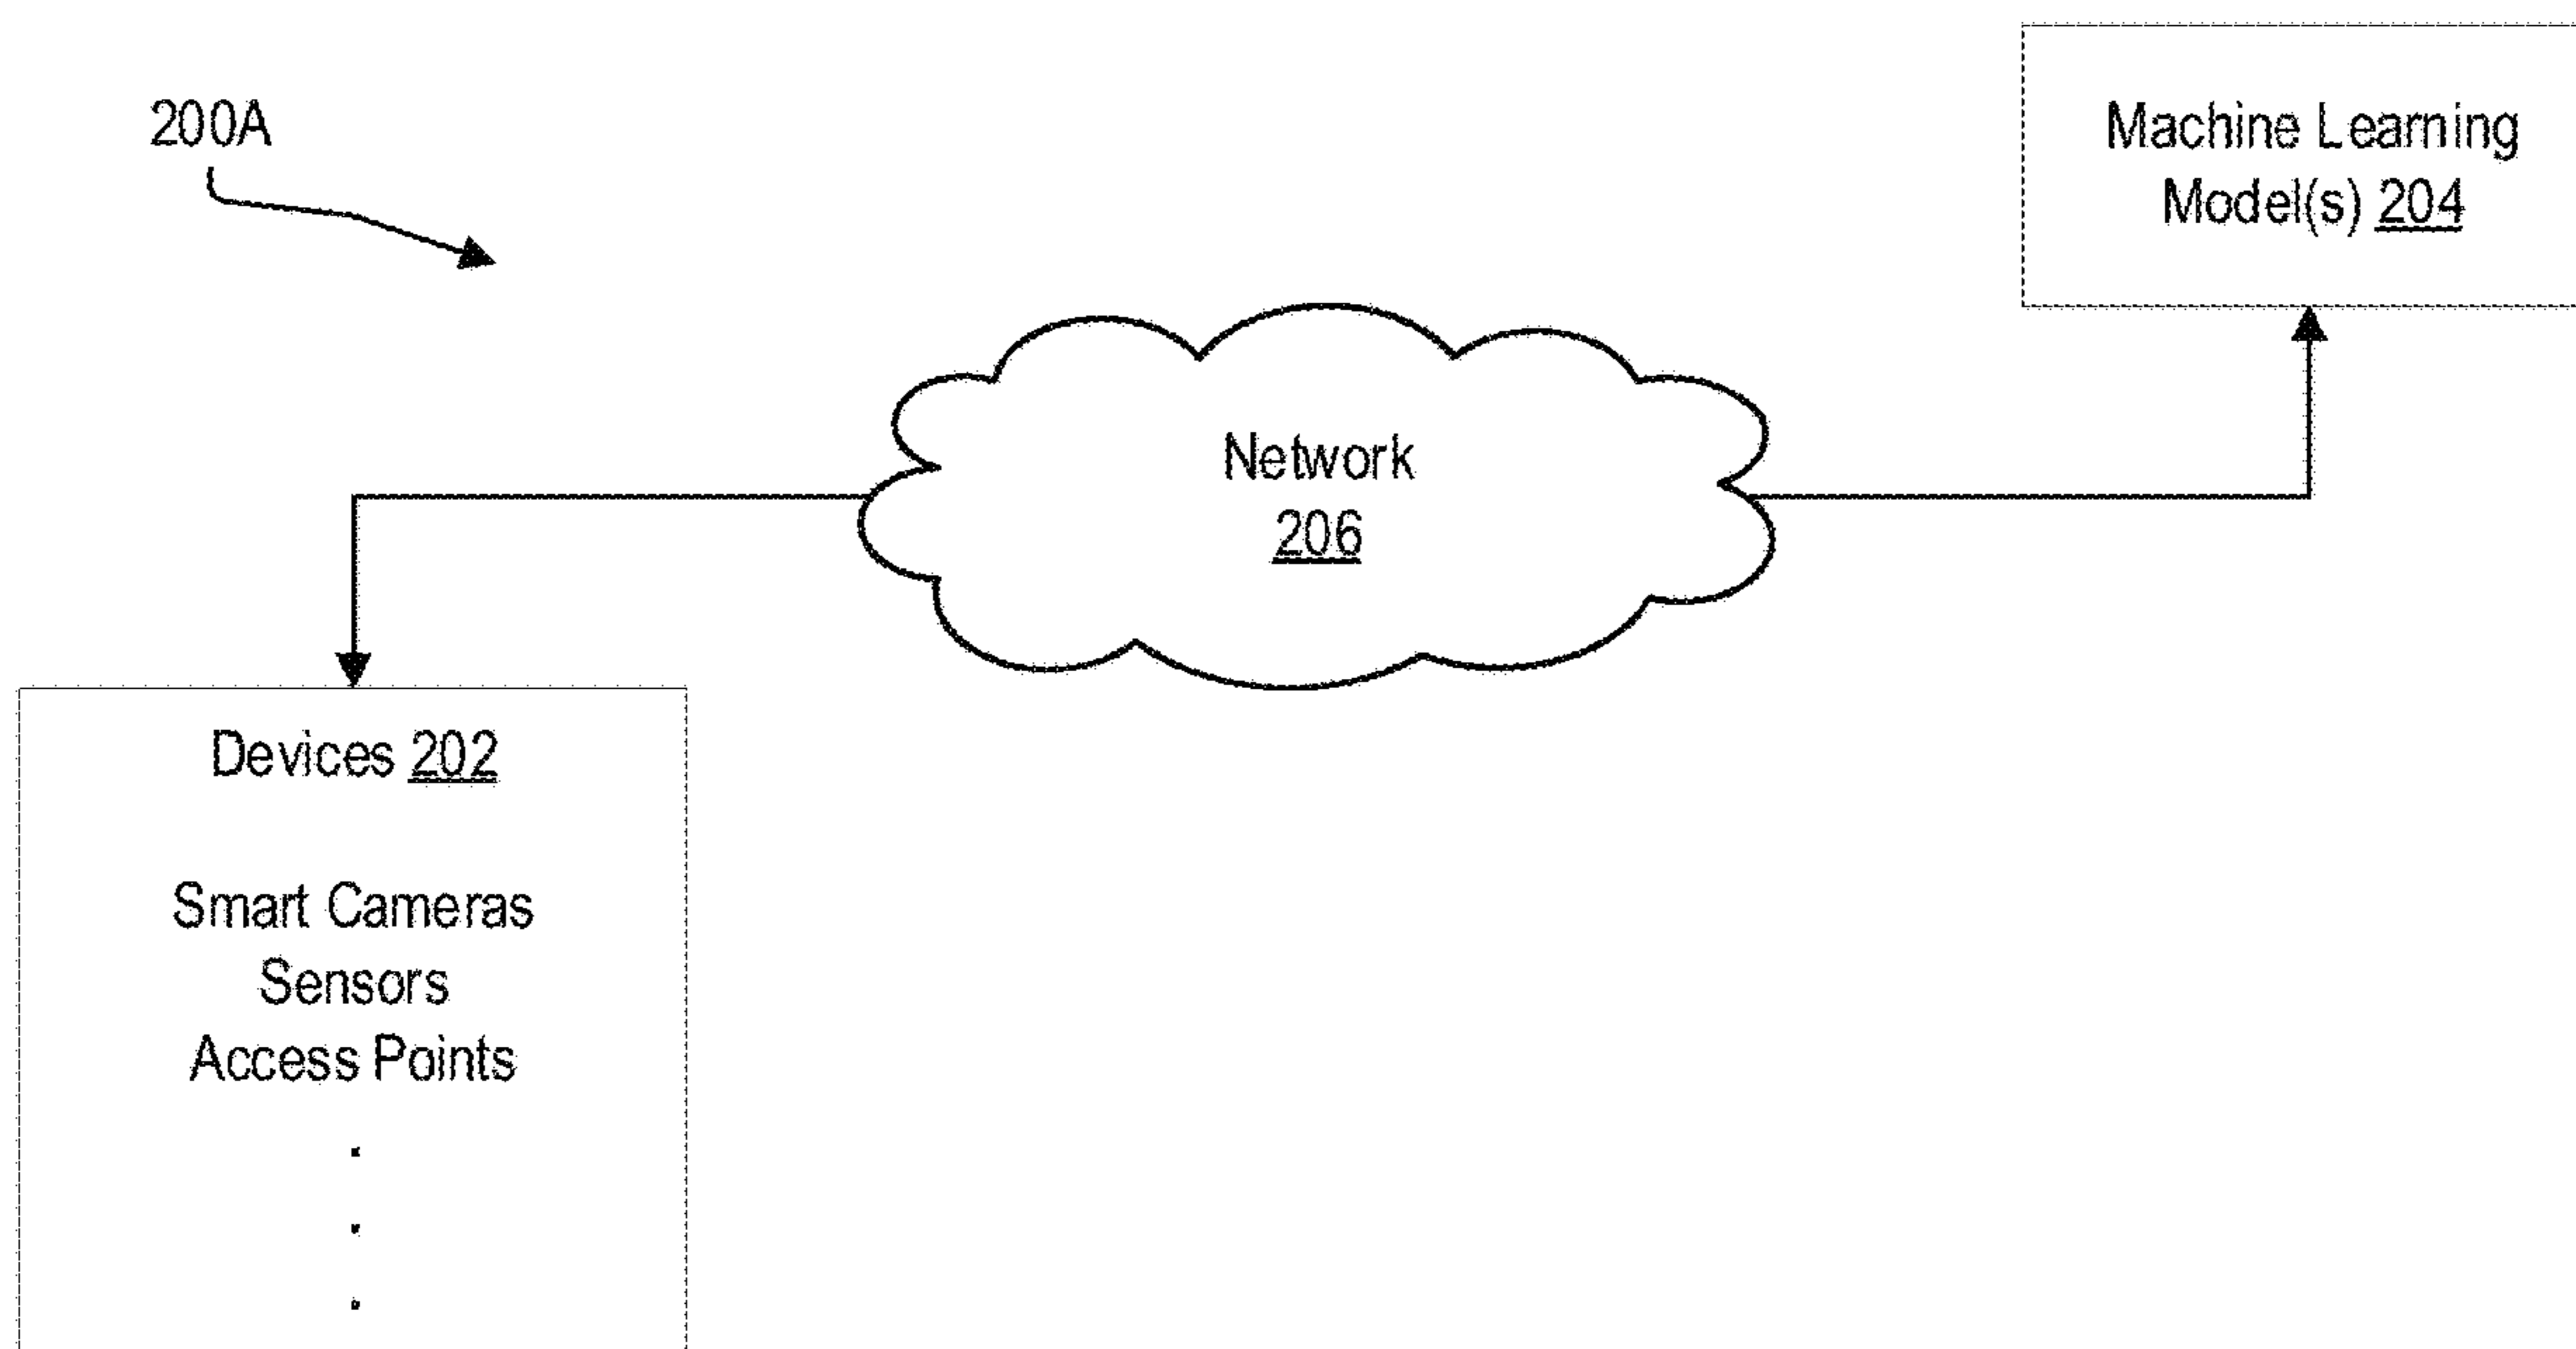 200A
Machine Learning
Model(s) 204
Network
206
Devices 202
Smart Cameras
Sensors
Access Points
.
.
.